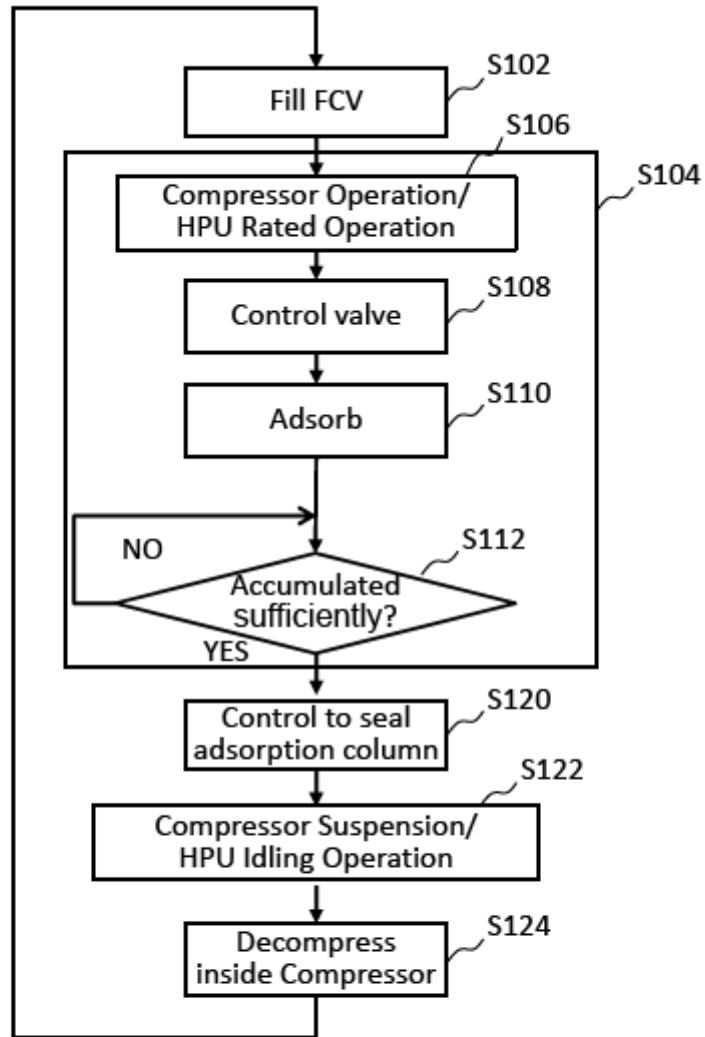 S102
Fill FCV
S106
S104
Compressor Operation/
HPU Rated Operation
S108
Control valve
S110
Adsorb
NO
S112
Accumulated
sufficiently?
YES
S120
Control to seal
adsorption column
S122
Compressor Suspension/
HPU Idling Operation
S124
Decompress
inside Compressor